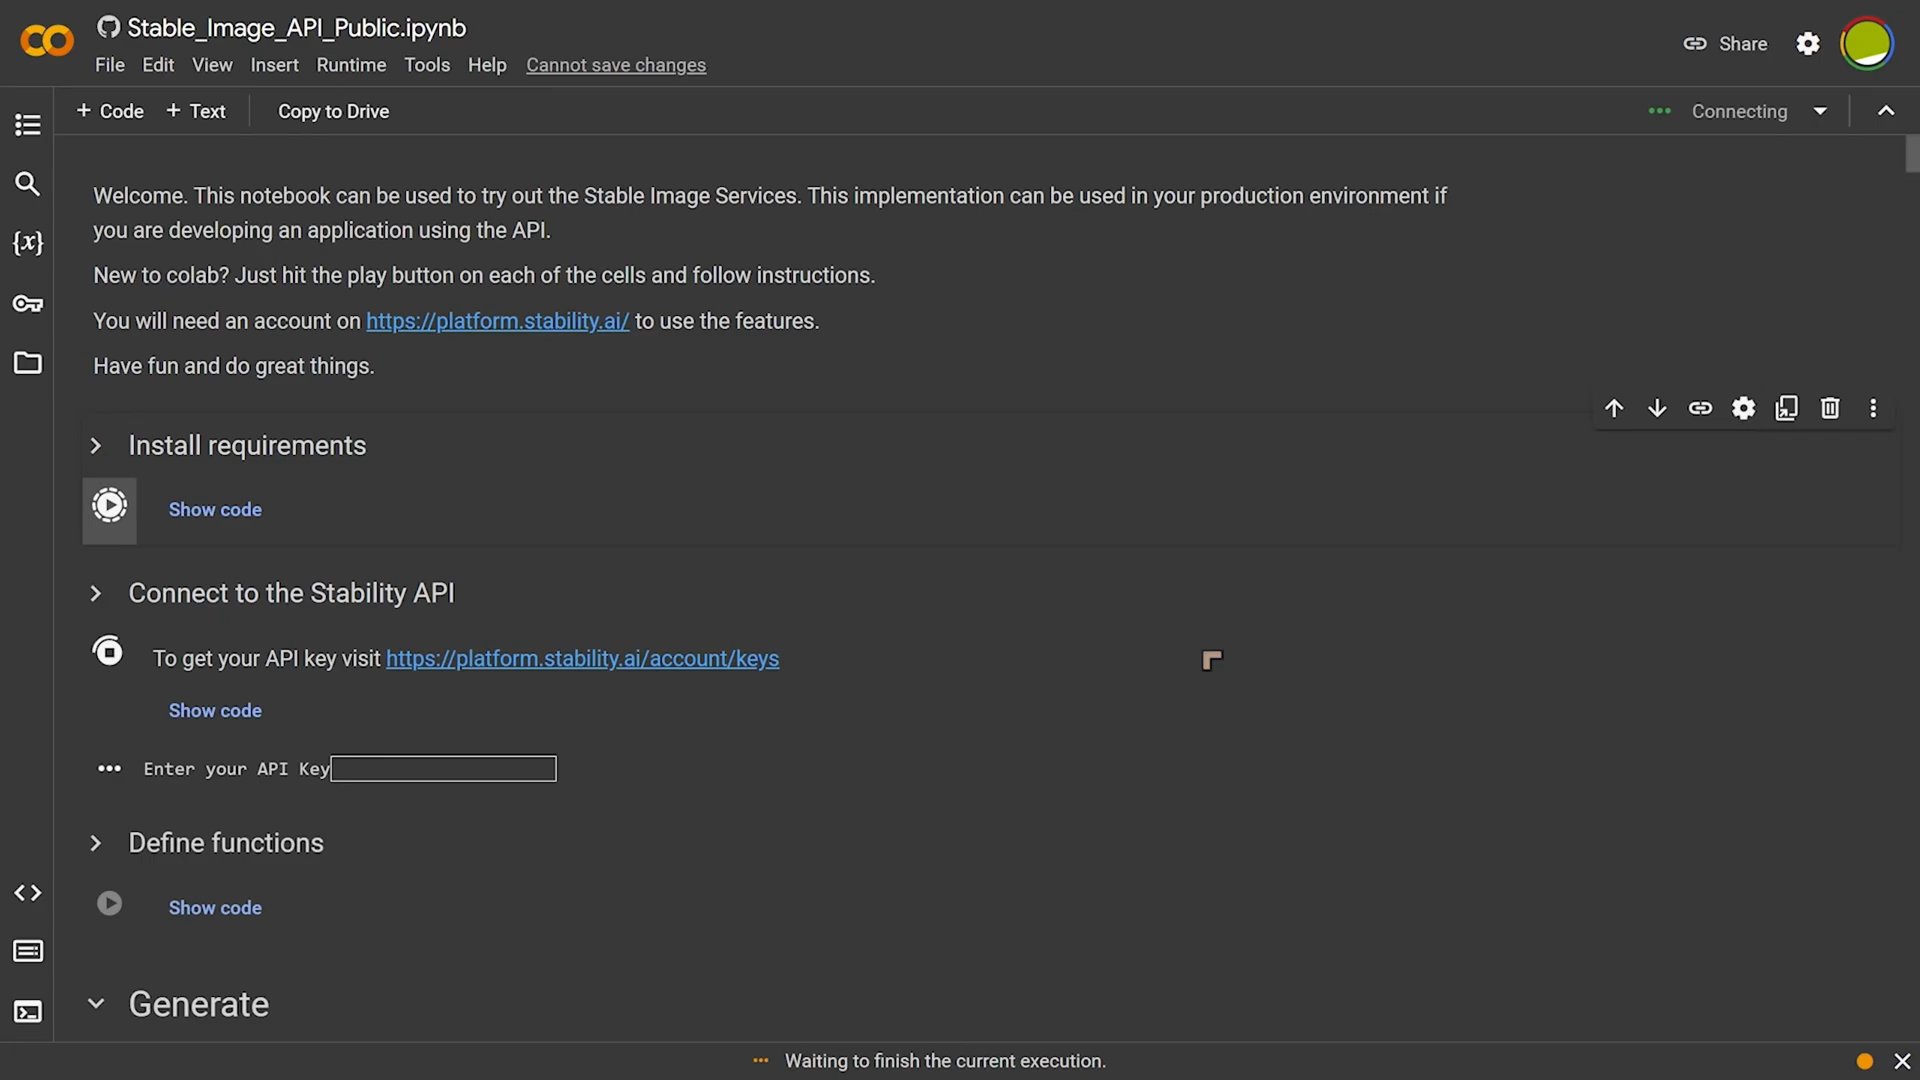 Stable_Image_API_Public.ipynb
File Edit View Insert Runtime Tools Help Cannot save changes
Share
+ Code + Text Copy to Drive
Connecting
Welcome. This notebook can be used to try out the Stable Image Services. This implementation can be used in your production environment if
you are developing an application using the API.
New to colab? Just hit the play button on each of the cells and follow instructions.
You will need an account on https://platform.stability.ai/ to use the features.
Have fun and do great things.
Install requirements
Show code
Connect to the Stability API
To get your API key visit https://platform.stability.ai/account/keys
Show code
Enter your API Key
Define functions
Show code
Generate
Waiting to finish the current execution.